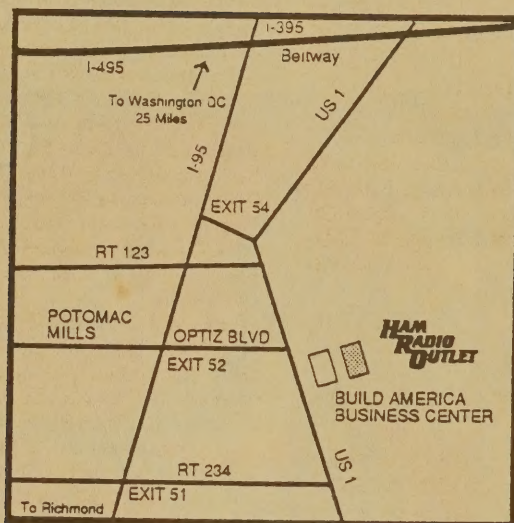 I-395
I-495
Beltway
To Washington DC
25 Miles
US 1
I-95
EXIT 54
RT 123
POTOMAC
MILLS
OPTIZ BLVD
EXIT 52
HAM
RADIO
OUTLET
BUILD AMERICA
BUSINESS CENTER
US 1
RT 234
EXIT 51
To Richmond